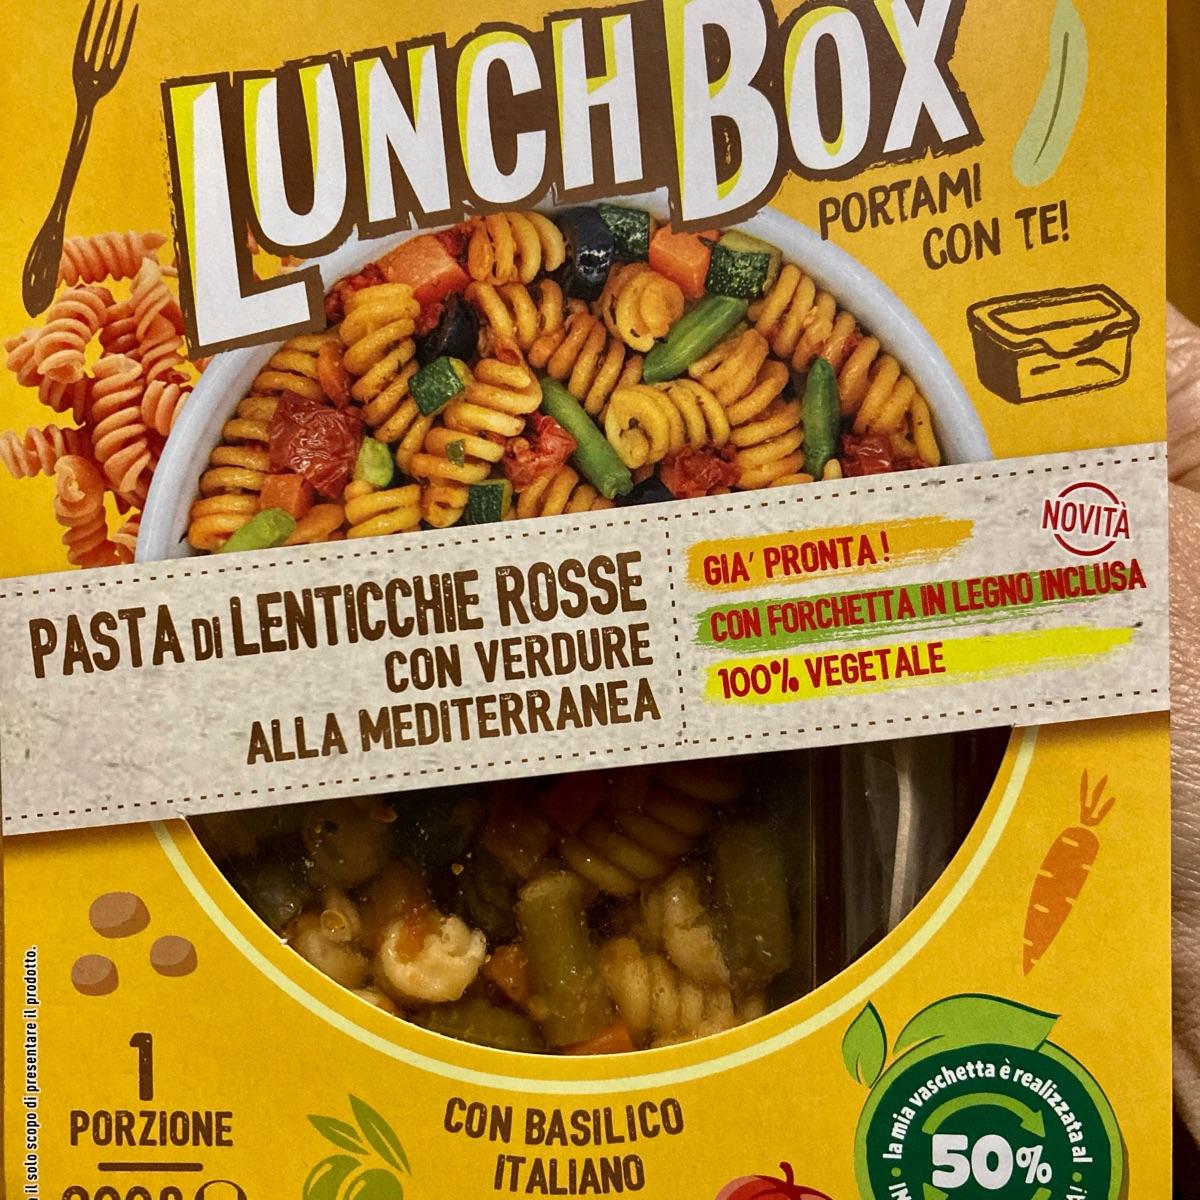 LUNCH BOX
PORTAMI
CON TE!
NOVITÀ
PASTA DI LENTICCHIE ROSSE
CON VERDURE
ALLA MEDITERRANEA
GIA' PRONTA!
CON FORCHETTA IN LEGNO INCLUSA
100% VEGETALE
il solo scopo di presentare il prodotto.
1
PORZIONE
CON BASILICO
ITALIANO
la mia vaschetta è realizzata al
50%